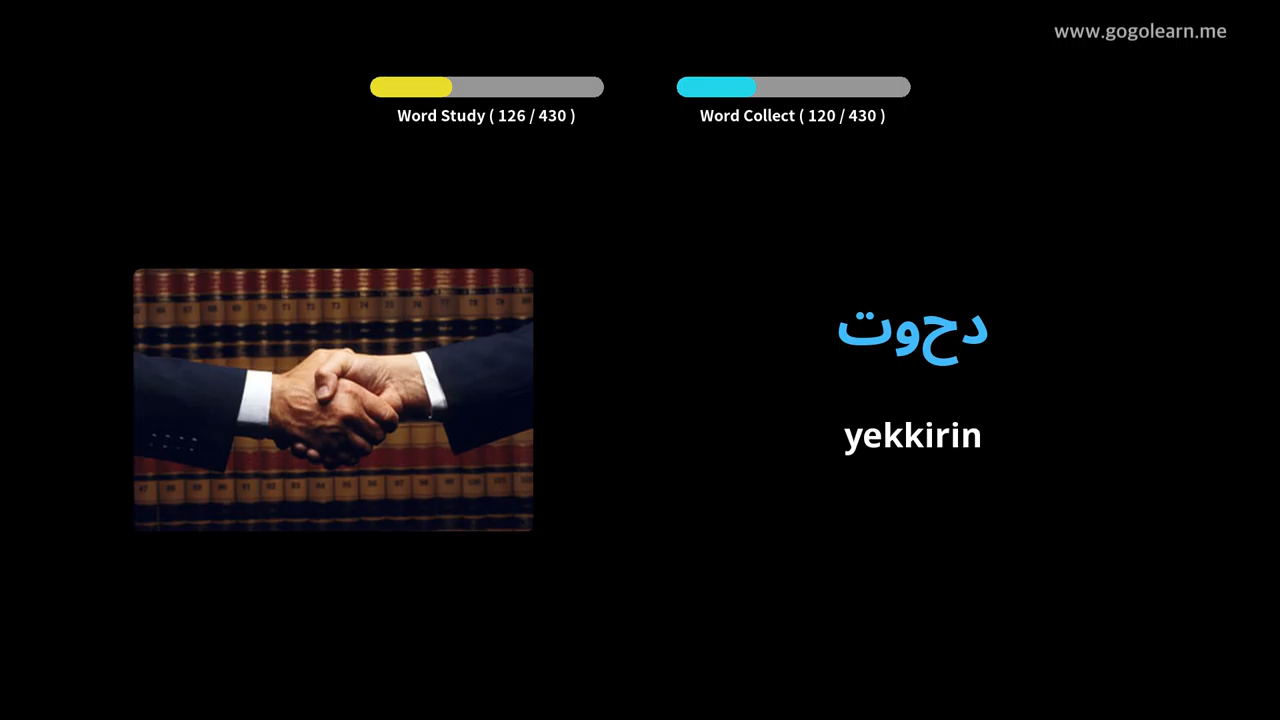 www.gogolearn.me
Word Study ( 126 / 430 )
Word Collect ( 120 / 430 )
دحوت
yekkirin